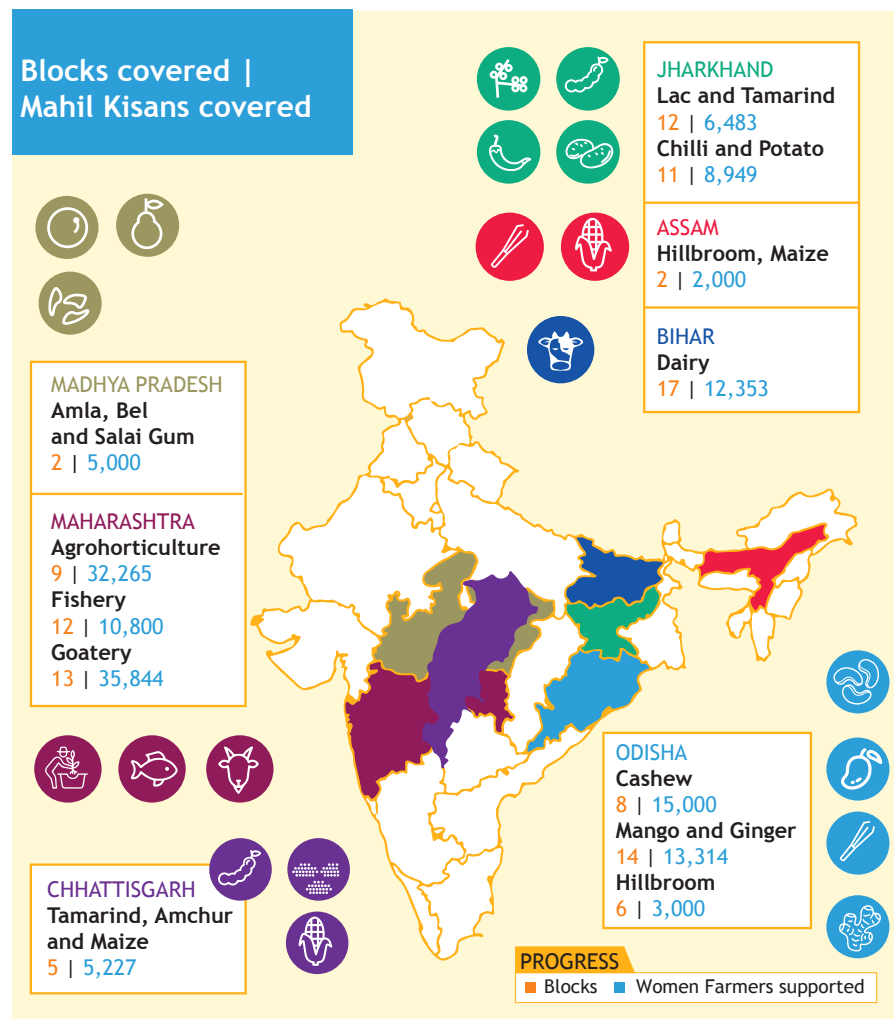 Blocks covered |
Mahil Kisans covered
JHARKHAND
Lac and Tamarind
12 | 6,483
Chilli and Potato
11 | 8,949
ASSAM
Hillbroom, Maize
2 | 2,000
BIHAR
Dairy
17 | 12,353
MADHYA PRADESH
Amla, Bel
and Salai Gum
2 | 5,000
MAHARASHTRA
Agrohorticulture
9 | 32,265
Fishery
12 | 10,800
Goatery
13 | 35,844
CHHATTISGARH
Tamarind, Amchur
and Maize
5 | 5,227
ODISHA
Cashew
8 | 15,000
Mango and Ginger
14 | 13,314
Hillbroom
6 | 3,000
PROGRESS
Blocks Women Farmers supported